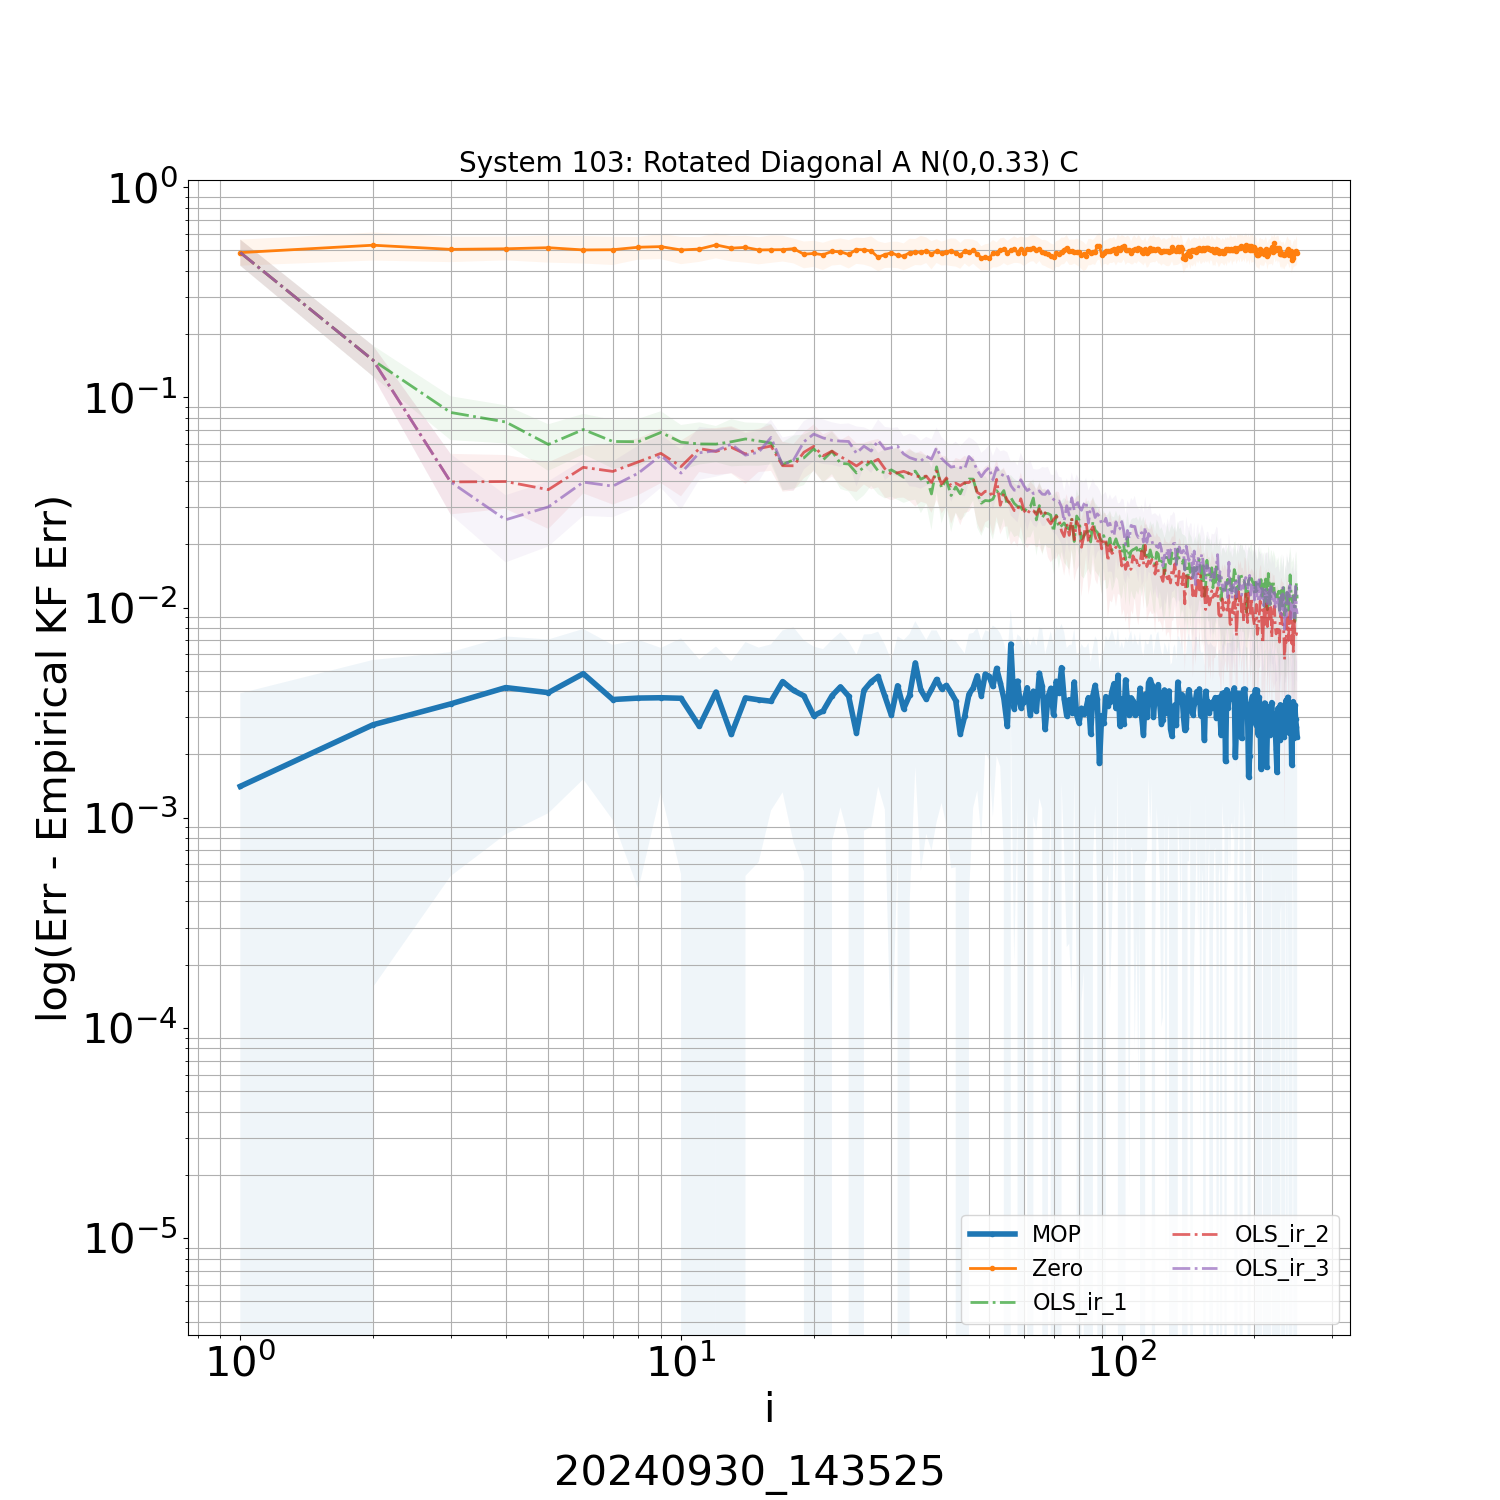 System 103: Rotated Diagonal A N(0,0.33) C
10^0
10^{-1}
10^{-2}
10^{-3}
10^{-4}
10^{-5}
log(Err - Empirical KF Err)
MOP
Zero
OLS_ir_1
OLS_ir_2
OLS_ir_3
10^0
10^1
10^2
i
20240930_143525